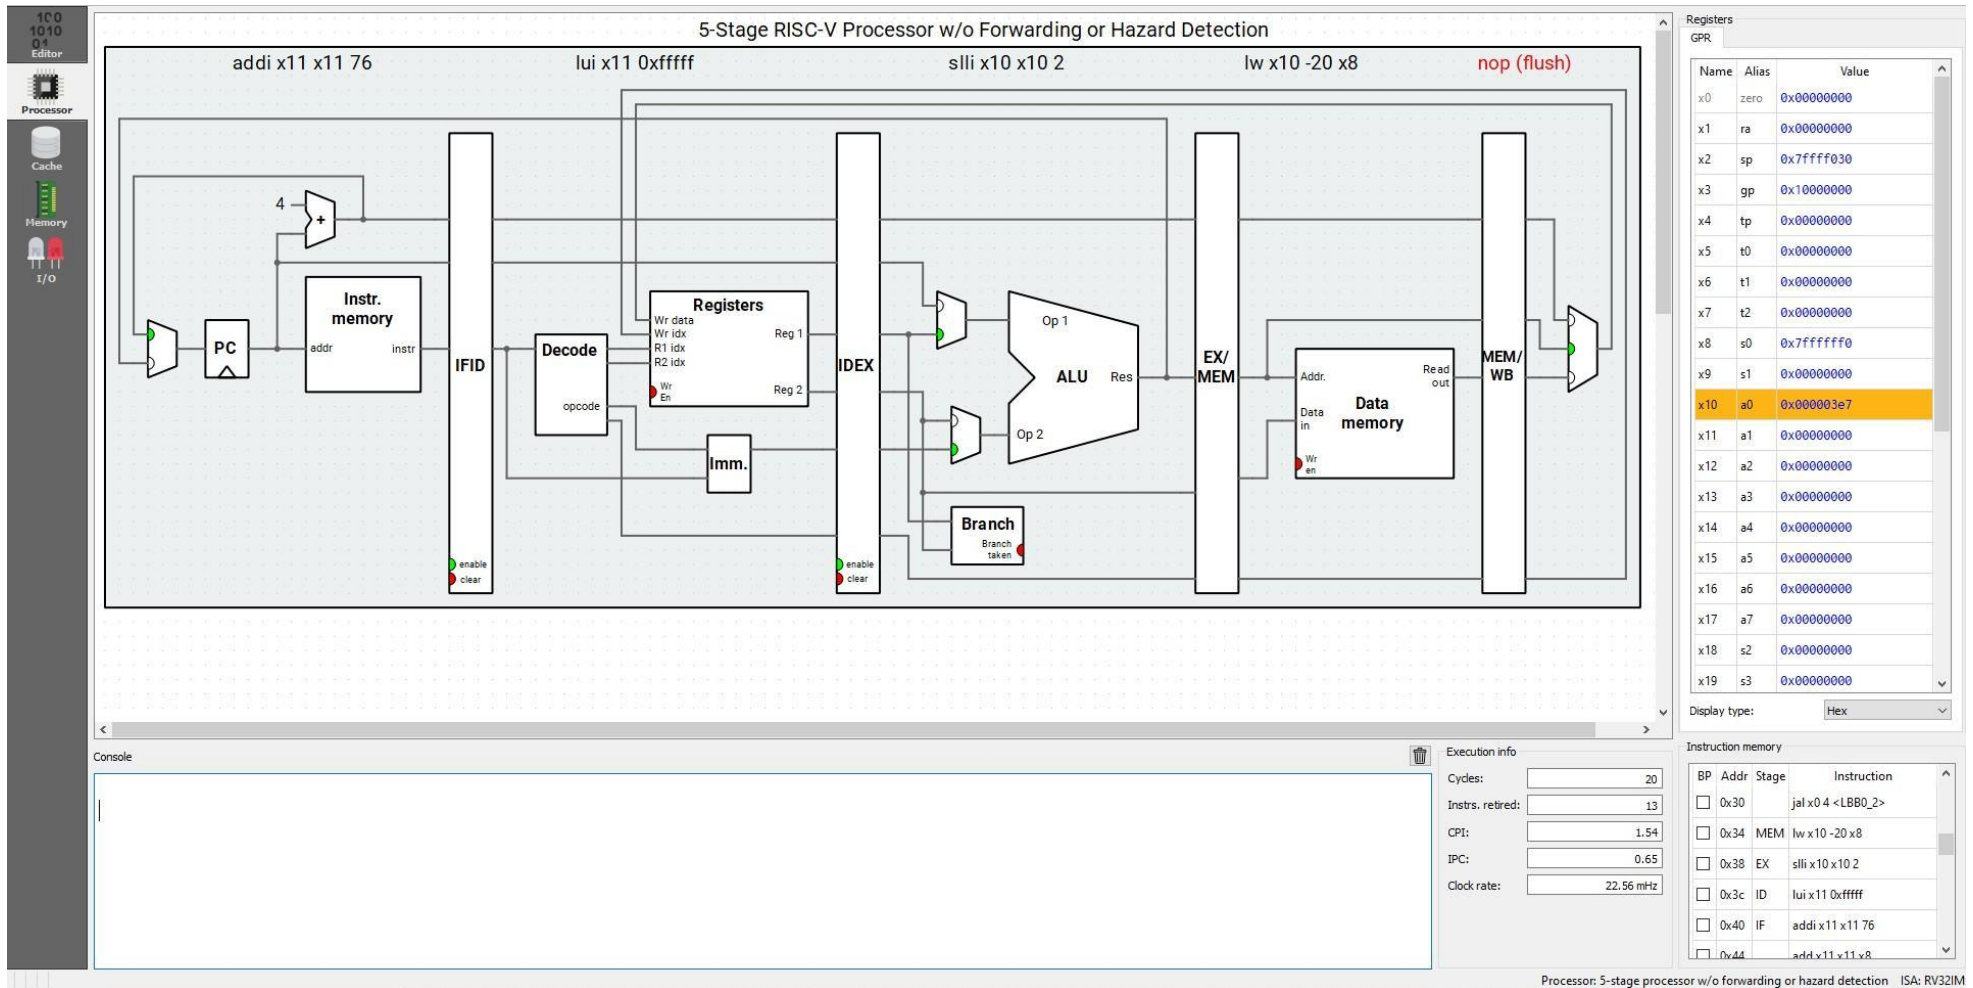 100
1010
01
Editor
Processor
Cache
Memory
I/O
5-Stage RISC-V Processor w/o Forwarding or Hazard Detection
addi x11 x11 76
lui x11 0xfffff
slli x10 x10 2
lw x10 -20 x8
nop (flush)
4
+
PC
Instr.
memory
addr
instr
IFID
enable
clear
Decode
opcode
Registers
Wr data
Wr idx
R1 idx
R2 idx
Wr
En
Reg 1
Reg 2
Imm.
IDEX
enable
clear
Op 1
ALU
Res
Op 2
Branch
Branch
taken
EX/
MEM
Addr.
Data
in
Wr
en
Data
memory
Read
out
MEM/
WB
Registers
GPR
Name Alias Value
x0 zero 0x00000000
x1 ra 0x00000000
x2 sp 0x7ffff030
x3 gp 0x10000000
x4 tp 0x00000000
x5 t0 0x00000000
x6 t1 0x00000000
x7 t2 0x00000000
x8 s0 0x7ffffff0
x9 s1 0x00000000
x10 a0 0x000003e7
x11 a1 0x00000000
x12 a2 0x00000000
x13 a3 0x00000000
x14 a4 0x00000000
x15 a5 0x00000000
x16 a6 0x00000000
x17 a7 0x00000000
x18 s2 0x00000000
x19 s3 0x00000000
Display type: Hex
Console
Execution info
Cycles: 20
Instrs. retired: 13
CPI: 1.54
IPC: 0.65
Clock rate: 22.56 mHz
Instruction memory
BP Addr Stage Instruction
0x30 jal x0 4 <LBB0_2>
0x34 MEM lw x10 -20 x8
0x38 EX slli x10 x10 2
0x3c ID lui x11 0xfffff
0x40 IF addi x11 x11 76
0x44 add x11 x11 x8
Processor: 5-stage processor w/o forwarding or hazard detection ISA: RV32IM